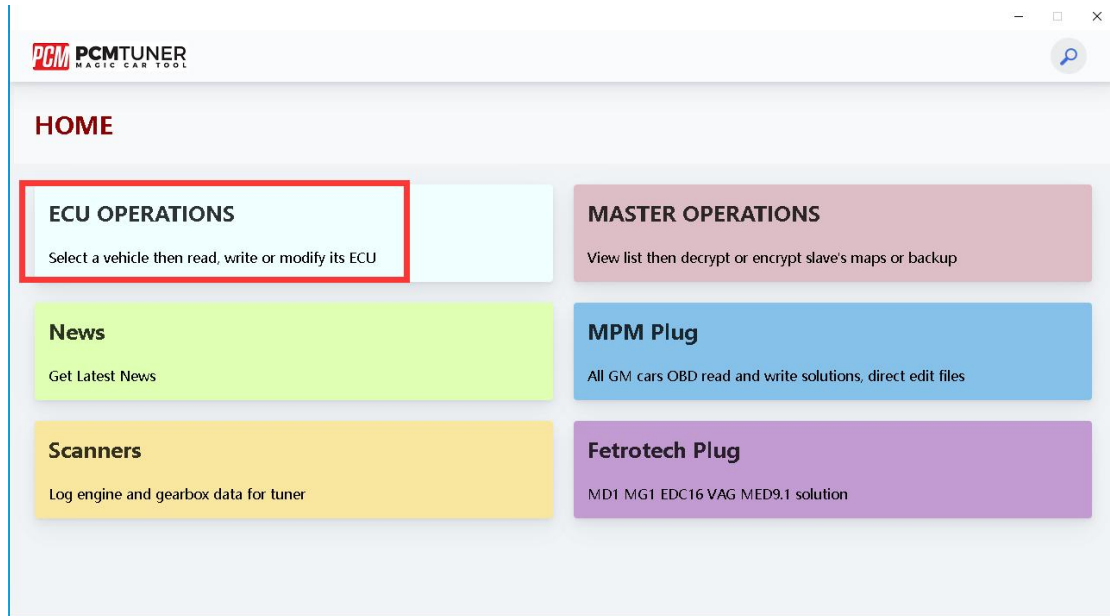 PCM PCMTUNER
MAGIC CAR TOOL
HOME
ECU OPERATIONS
Select a vehicle then read, write or modify its ECU
MASTER OPERATIONS
View list then decrypt or encrypt slave's maps or backup
News
Get Latest News
MPM Plug
All GM cars OBD read and write solutions, direct edit files
Scanners
Log engine and gearbox data for tuner
Fetrotech Plug
MD1 MG1 EDC16 VAG MED9.1 solution